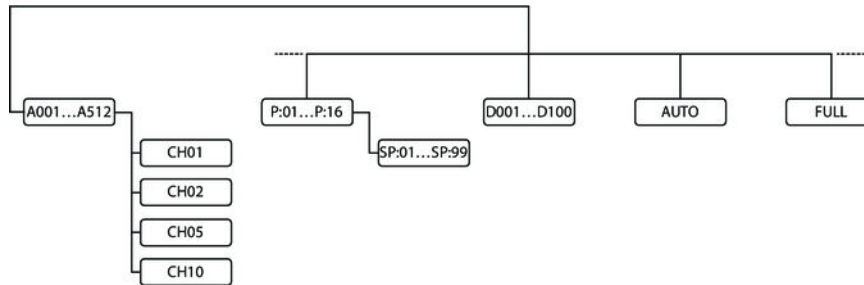 A001...A512
P:01...P:16
D001...D100
AUTO
FULL
CH01
SP:01...SP:99
CH02
CH05
CH10